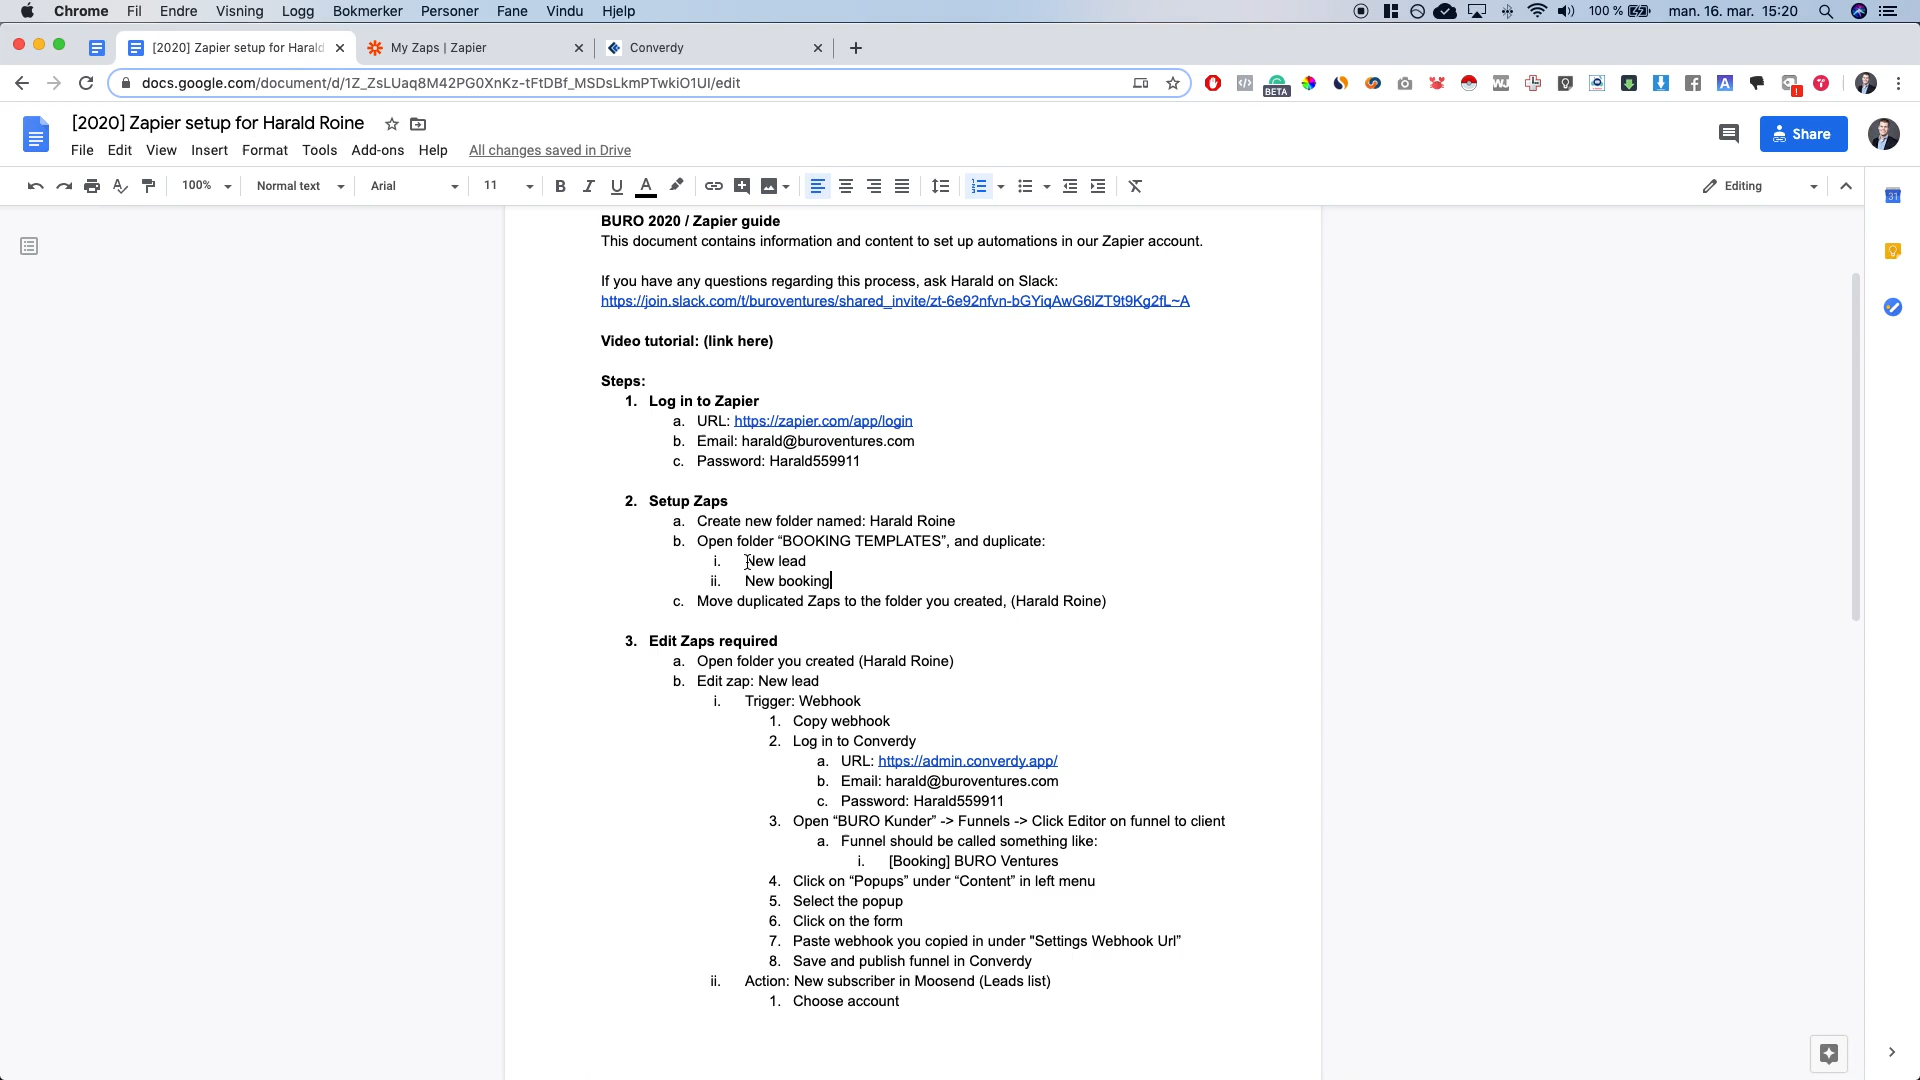 Chrome Fil Endre Visning Logg Bokmerker Personer Fane Vindu Hjelp 100 % man. 16. mar. 15:20
[2020] Zapier setup for Harald My Zaps | Zapier Converdy
docs.google.com/document/d/1Z_ZsLUaq8M42PG0XnKz-tFtDBf_MSDsLkmPTwkiO1UI/edit BETA
[2020] Zapier setup for Harald Roine
Share
File Edit View Insert Format Tools Add-ons Help All changes saved in Drive
100% Normal text Arial 11 Editing
BURO 2020 / Zapier guide
This document contains information and content to set up automations in our Zapier account.
If you have any questions regarding this process, ask Harald on Slack:
https://join.slack.com/t/buroventures/shared_invite/zt-6e92nfvn-bGYiqAwG6lZT9t9Kg2fL~A
Video tutorial: (link here)
Steps:
1. Log in to Zapier
a. URL: https://zapier.com/app/login
b. Email: harald@buroventures.com
c. Password: Harald559911
2. Setup Zaps
a. Create new folder named: Harald Roine
b. Open folder “BOOKING TEMPLATES”, and duplicate:
i. New lead
ii. New booking
c. Move duplicated Zaps to the folder you created, (Harald Roine)
3. Edit Zaps required
a. Open folder you created (Harald Roine)
b. Edit zap: New lead
i. Trigger: Webhook
1. Copy webhook
2. Log in to Converdy
a. URL: https://admin.converdy.app/
b. Email: harald@buroventures.com
c. Password: Harald559911
3. Open “BURO Kunder” -> Funnels -> Click Editor on funnel to client
a. Funnel should be called something like:
i. [Booking] BURO Ventures
4. Click on “Popups” under “Content” in left menu
5. Select the popup
6. Click on the form
7. Paste webhook you copied in under "Settings Webhook Url”
8. Save and publish funnel in Converdy
ii. Action: New subscriber in Moosend (Leads list)
1. Choose account